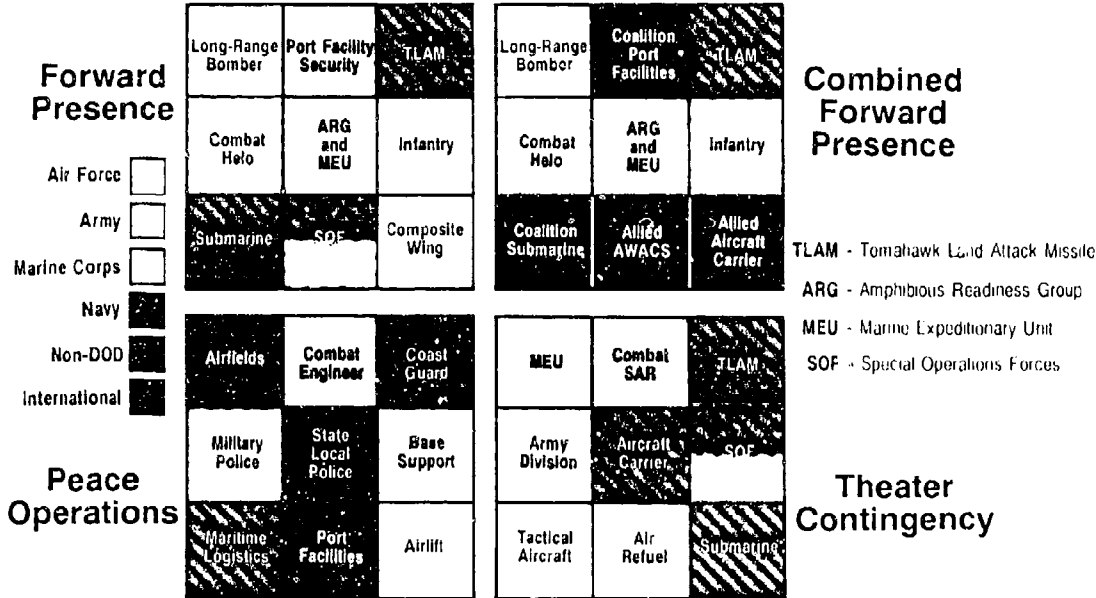 Forward
Presence
Air Force
Army
Marine Corps
Navy
Non-DOD
International
Peace
Operations
Long-Range
Bomber
Port Facility
Security
TLAM
Combat
Helo
ARG
and
MEU
Infantry
Submarine
SOF
Composite
Wing
Long-Range
Bomber
Coalition
Port
Facilities
TLAM
Combat
Helo
ARG
and
MEU
Infantry
Coalition
Submarine
Allied
AWACS
Allied
Aircraft
Carrier
Airfields
Combat
Engineer
Coast
Guard
Military
Police
State
Local
Police
Base
Support
Maritime
Logistics
Port
Facilities
Airlift
MEU
Combat
SAR
TLAM
Army
Division
Aircraft
Carrier
SOF
Tactical
Aircraft
Air
Refuel
Submarine
Combined
Forward
Presence
TLAM - Tomahawk Land Attack Missile
ARG - Amphibious Readiness Group
MEU - Marine Expeditionary Unit
SOF - Special Operations Forces
Theater
Contingency